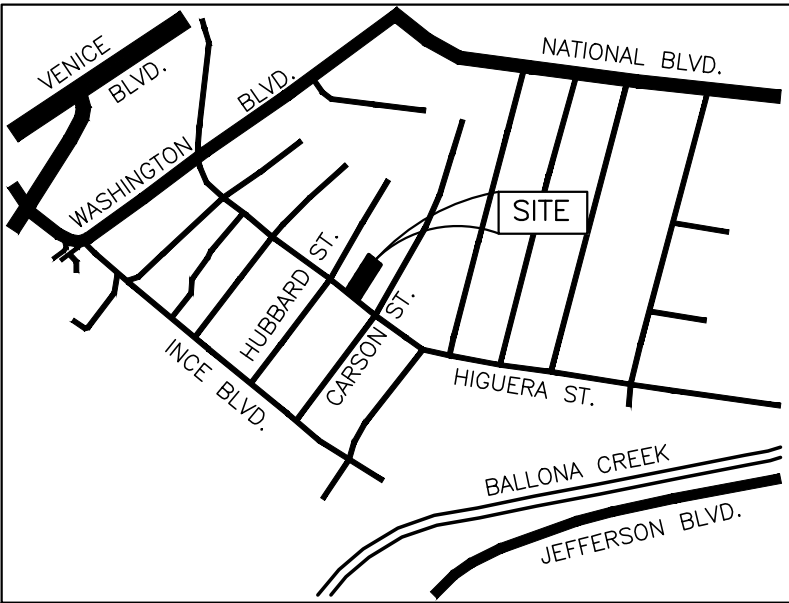 VENICE
BLVD.
NATIONAL BLVD.
WASHINGTON BLVD.
SITE
HUBBARD ST.
CARSON ST.
INCE BLVD.
HIGUERA ST.
BALLONA CREEK
JEFFERSON BLVD.